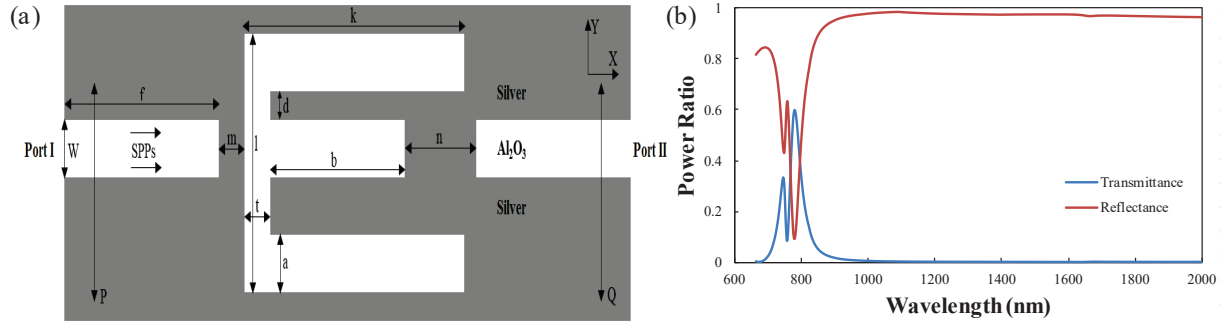 (a)
k
Y
X
Silver
f
d
m
l
n
Port I
W
SPPs
Al₂O₃
Port II
b
t
Silver
a
P
Q
(b)
1
0.8
0.6
0.4
0.2
0
Power Ratio
Transmittance
Reflectance
600 800 1000 1200 1400 1600 1800 2000
Wavelength (nm)